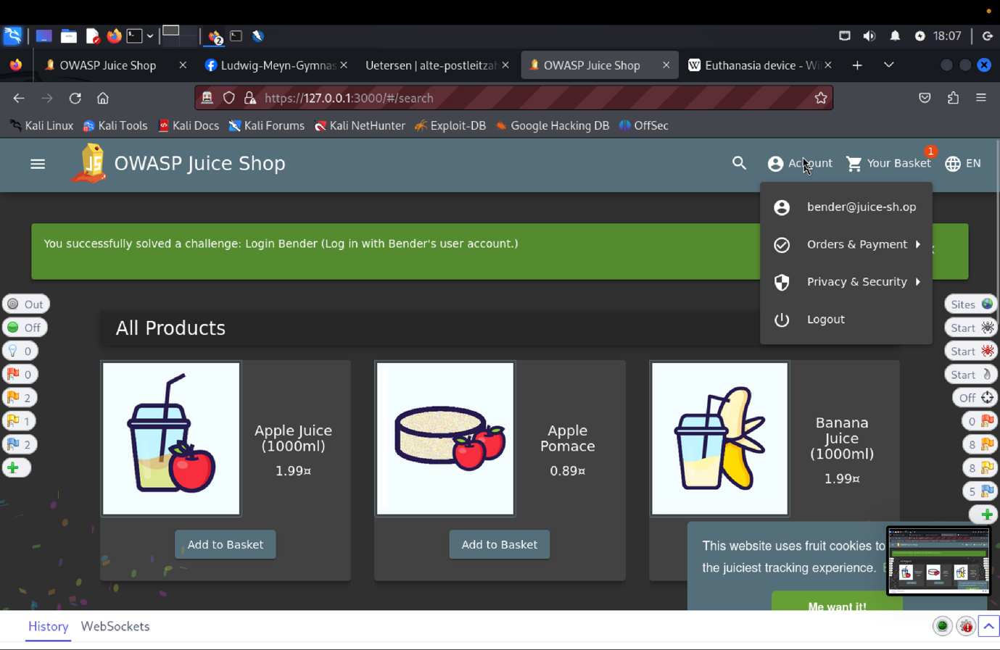 18:07
OWASP Juice Shop
Ludwig-Meyn-Gymnas
Uetersen | alte-postleitzah
OWASP Juice Shop
Euthanasia device - Wi
https://127.0.0.1:3000/#/search
Kali Linux
Kali Tools
Kali Docs
Kali Forums
Kali NetHunter
Exploit-DB
Google Hacking DB
OffSec
JS
OWASP Juice Shop
Account
Your Basket
1
EN
bender@juice-sh.op
Orders & Payment
Privacy & Security
Logout
You successfully solved a challenge: Login Bender (Log in with Bender's user account.)
Out
Off
0
0
2
1
2
Sites
Start
Start
Start
Off
0
8
8
5
All Products
Apple Juice
(1000ml)
1.99¤
Add to Basket
Apple
Pomace
0.89¤
Add to Basket
Banana
Juice
(1000ml)
1.99¤
This website uses fruit cookies to
the juiciest tracking experience.
Me want it!
History
WebSockets